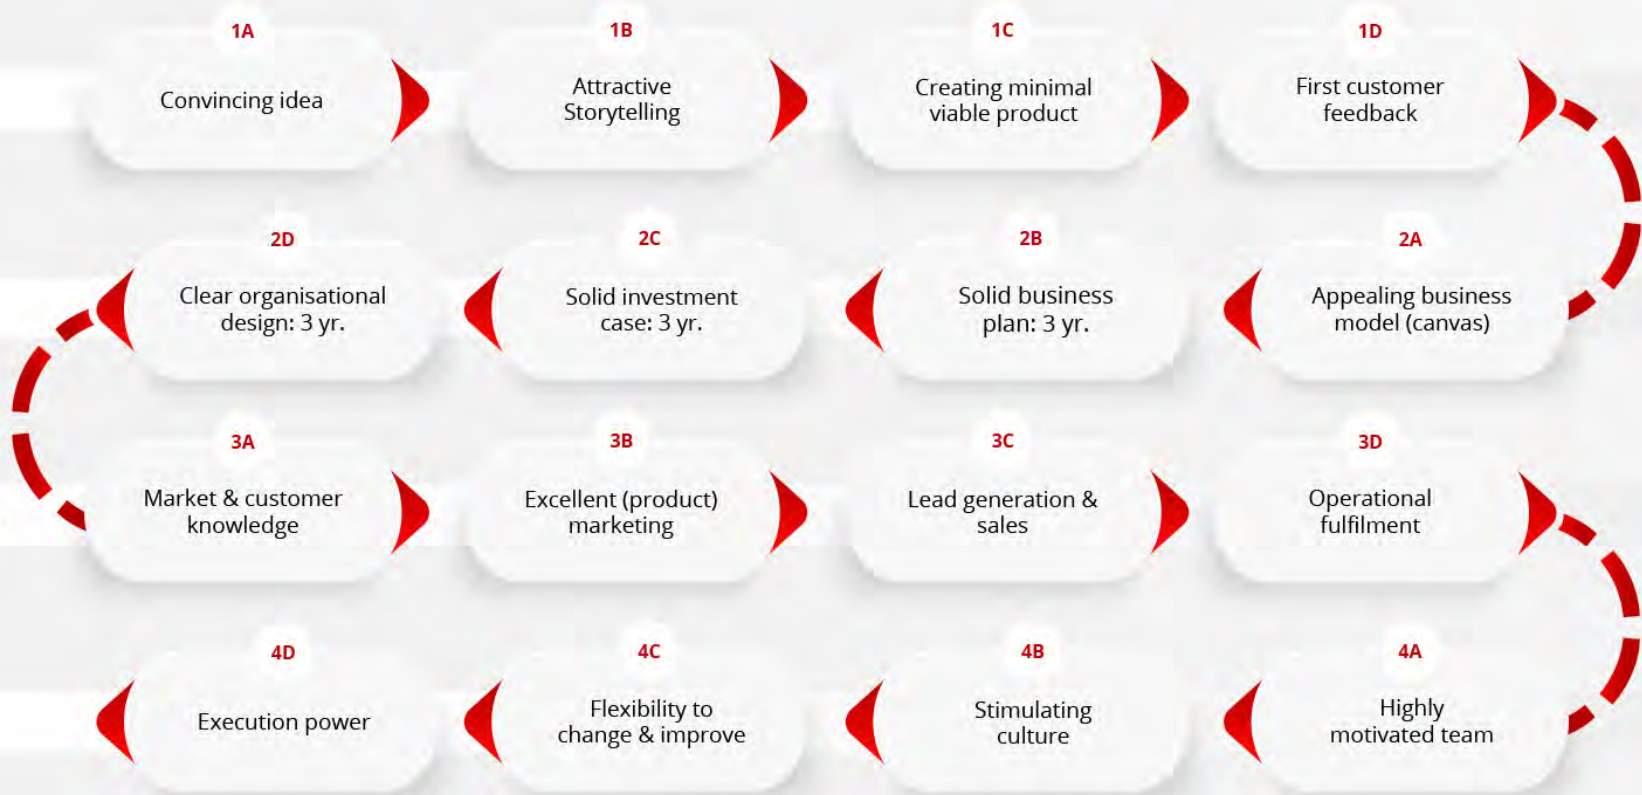 1A
Convincing idea
1B
Attractive
Storytelling
1C
Creating minimal
viable product
1D
First customer
feedback
2A
Appealing business
model (canvas)
2B
Solid business
plan: 3 yr.
2C
Solid investment
case: 3 yr.
2D
Clear organisational
design: 3 yr.
3A
Market & customer
knowledge
3B
Excellent (product)
marketing
3C
Lead generation &
sales
3D
Operational
fulfilment
4A
Highly
motivated team
4B
Stimulating
culture
4C
Flexibility to
change & improve
4D
Execution power